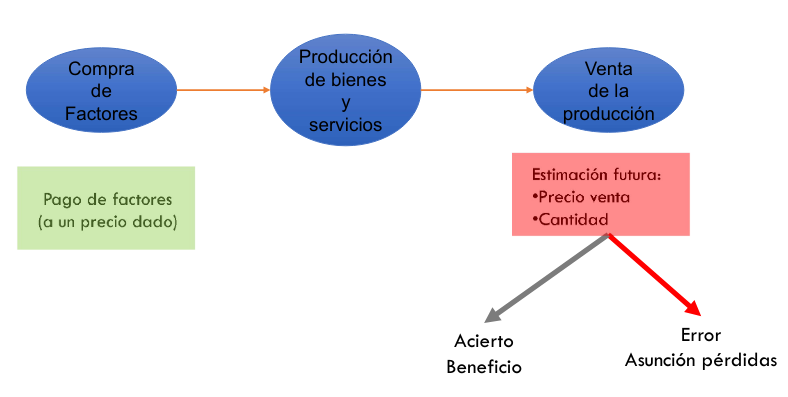 Compra
de
Factores
Producción
de bienes
y
servicios
Venta
de la
producción
Pago de factores
(a un precio dado)
Estimación futura:
•Precio venta
•Cantidad
Acierto
Beneficio
Error
Asunción pérdidas